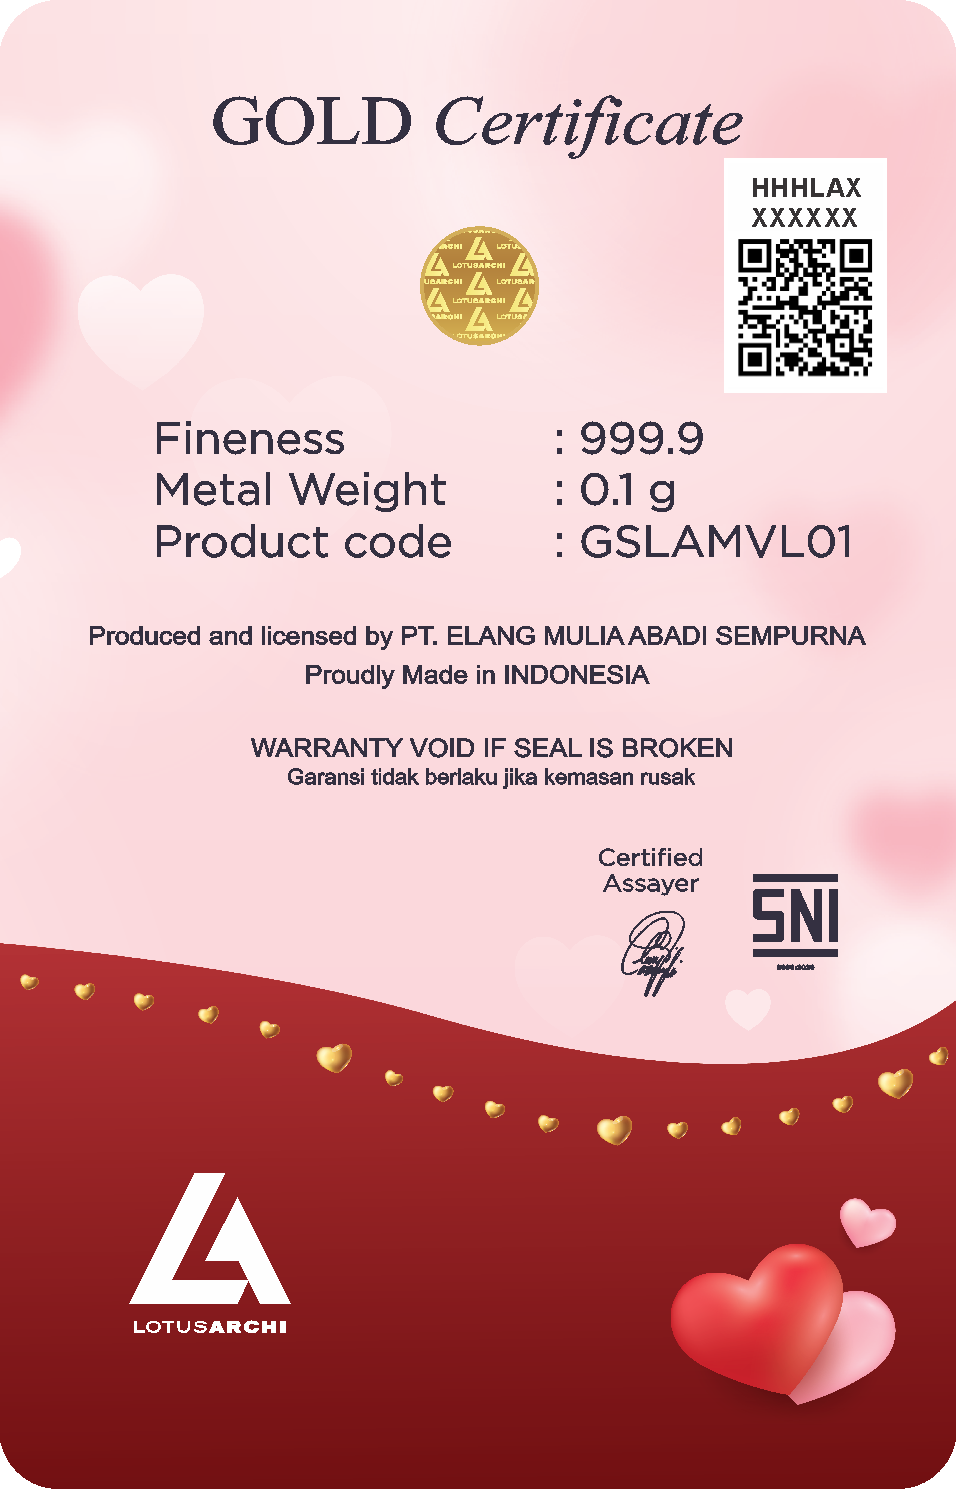 GOLD Certificate
HHHLAX
XXXXXX
LOTUSARCHI
Fineness : 999.9
Metal Weight : 0.1 g
Product code : GSLAMVL01
Produced and licensed by PT. ELANG MULIA ABADI SEMPURNA
Proudly Made in INDONESIA
WARRANTY VOID IF SEAL IS BROKEN
Garansi tidak berlaku jika kemasan rusak
Certified
Assayer
SNI
LOTUSARCHI